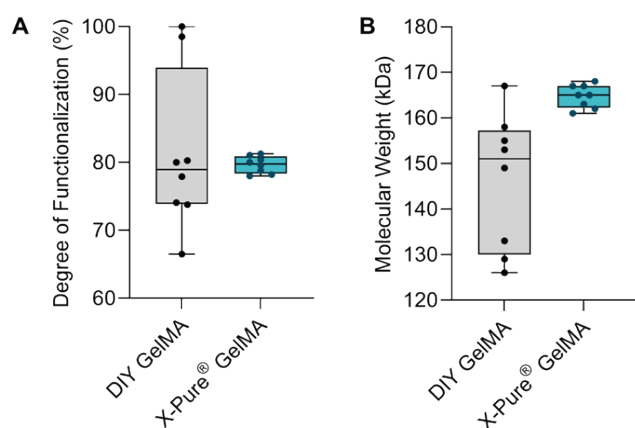 A
Degree of Functionalization (%)
100
90
80
70
60
DIY GelMA
X-Pure® GelMA
B
Molecular Weight (kDa)
180
170
160
150
140
130
120
DIY GelMA
X-Pure® GelMA